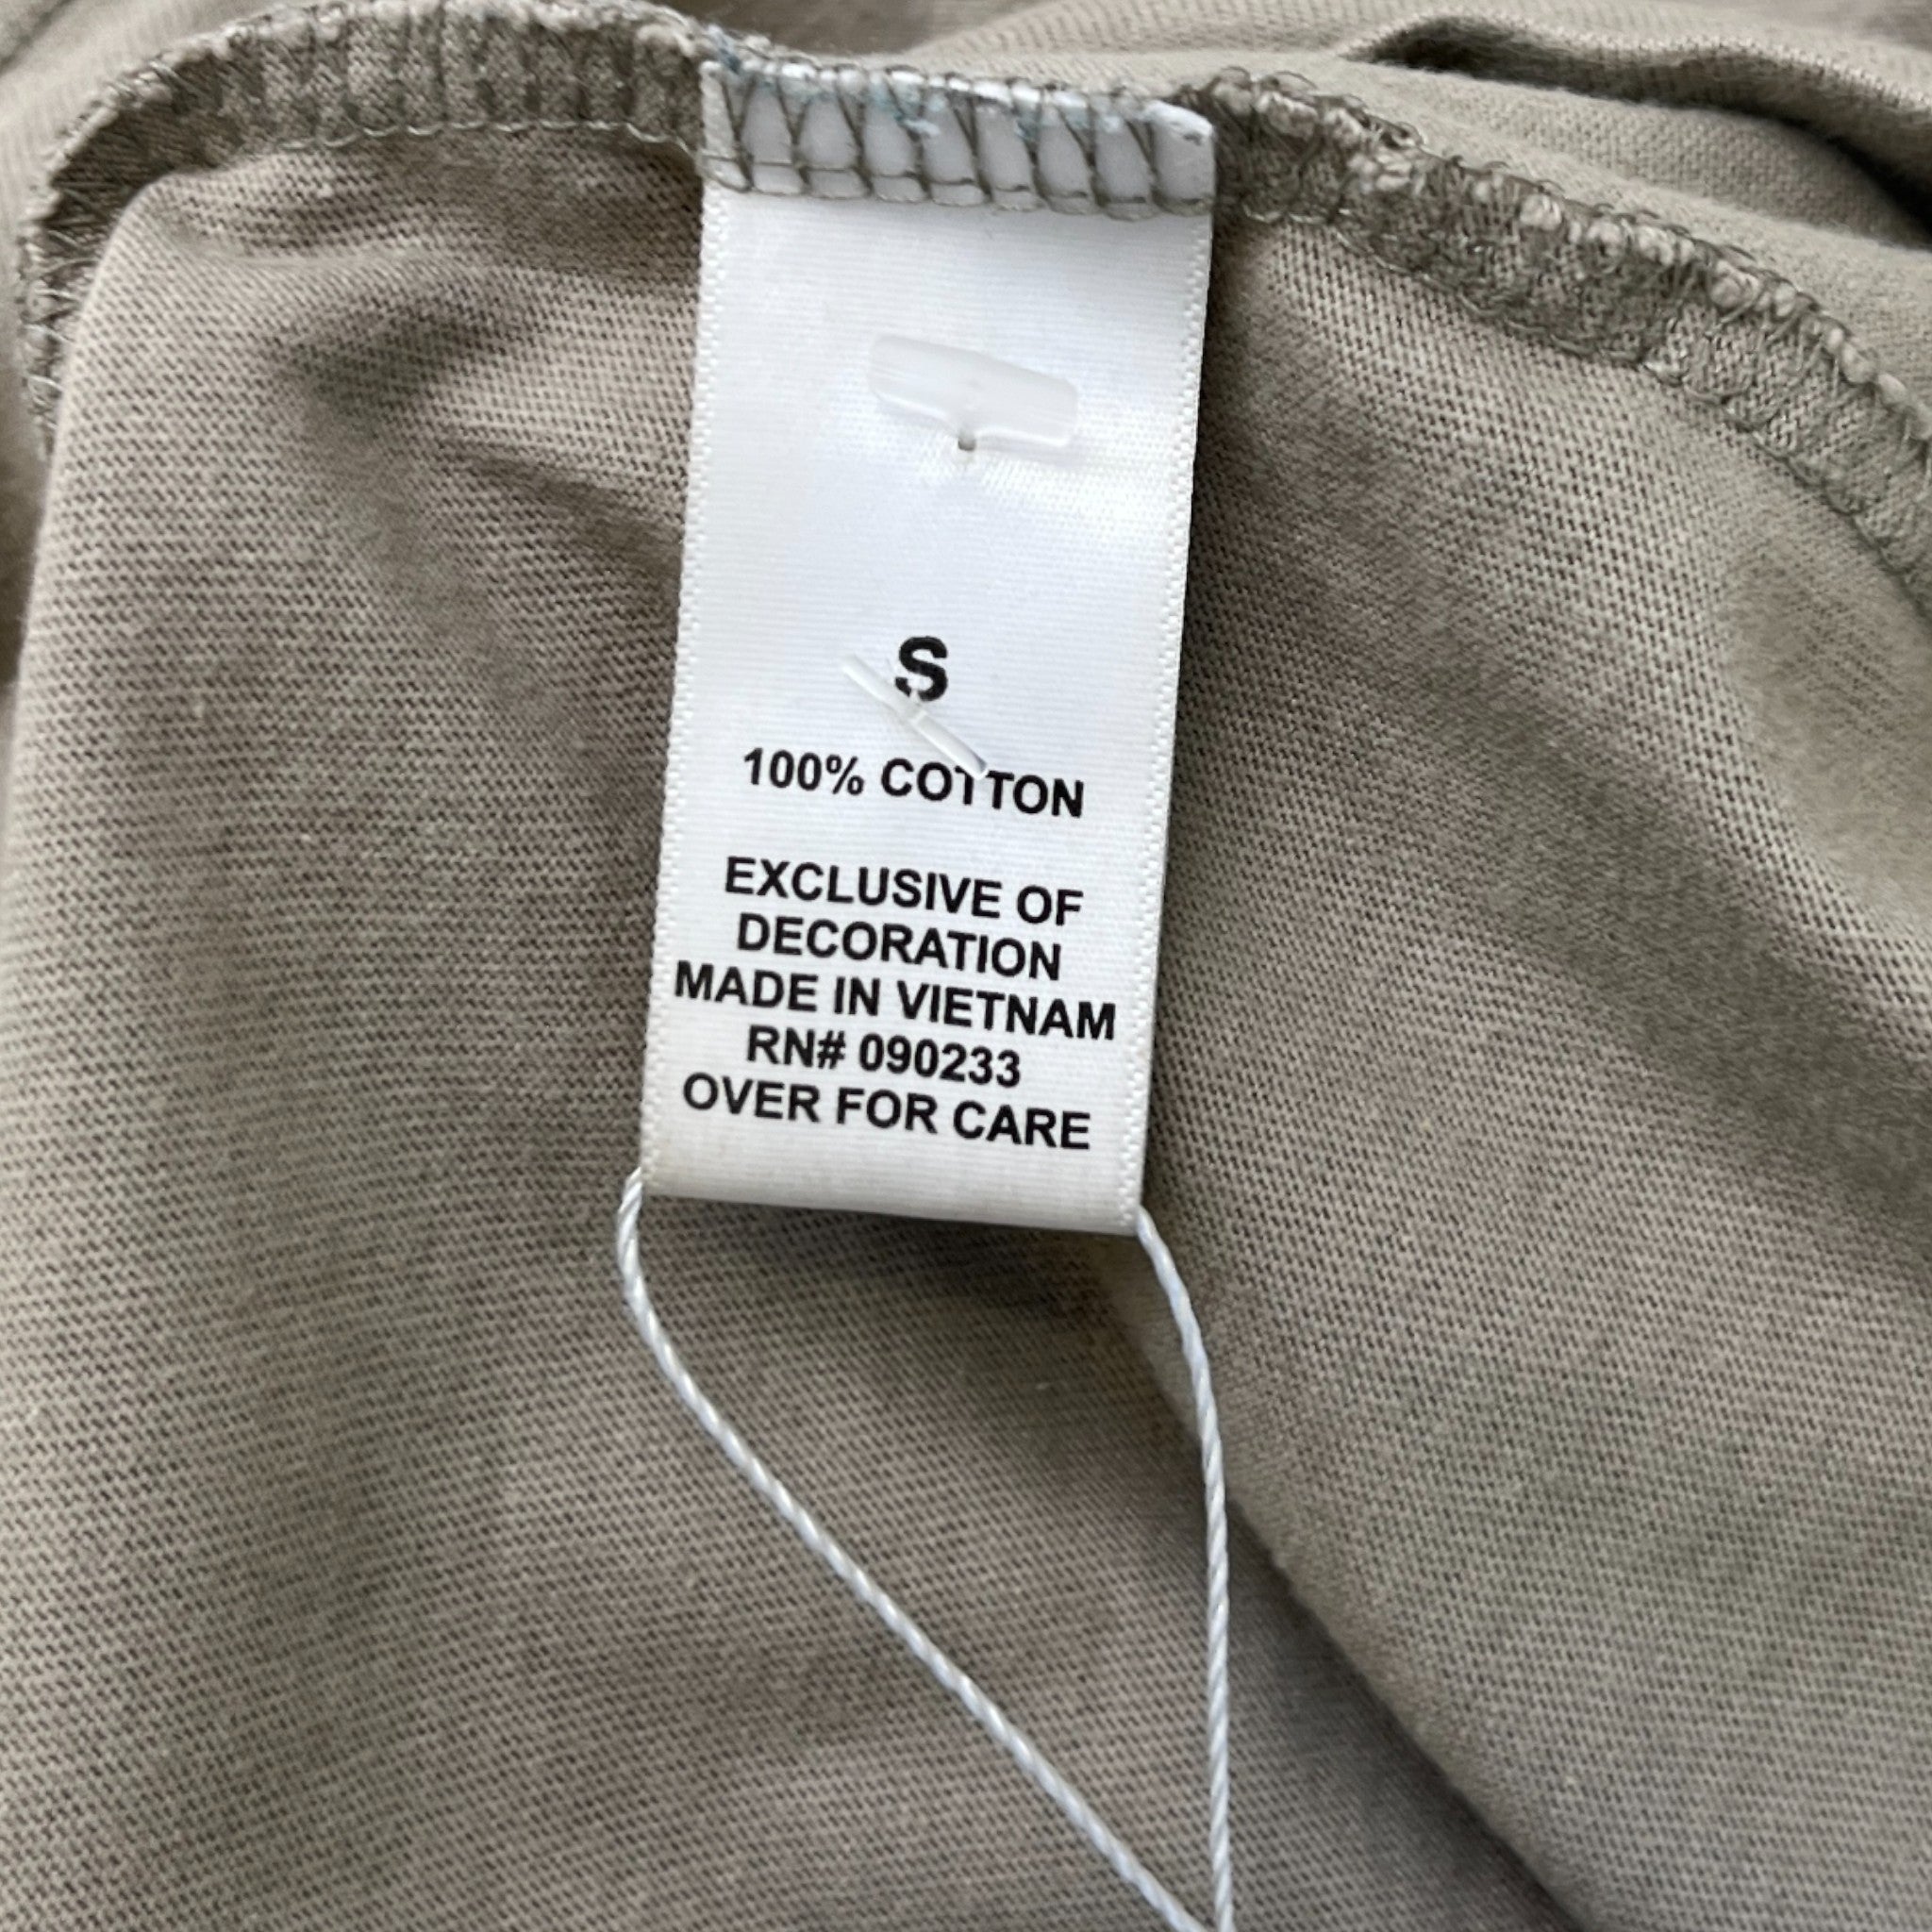 S
100% COTTON
EXCLUSIVE OF
DECORATION
MADE IN VIETNAM
RN# 090233
OVER FOR CARE